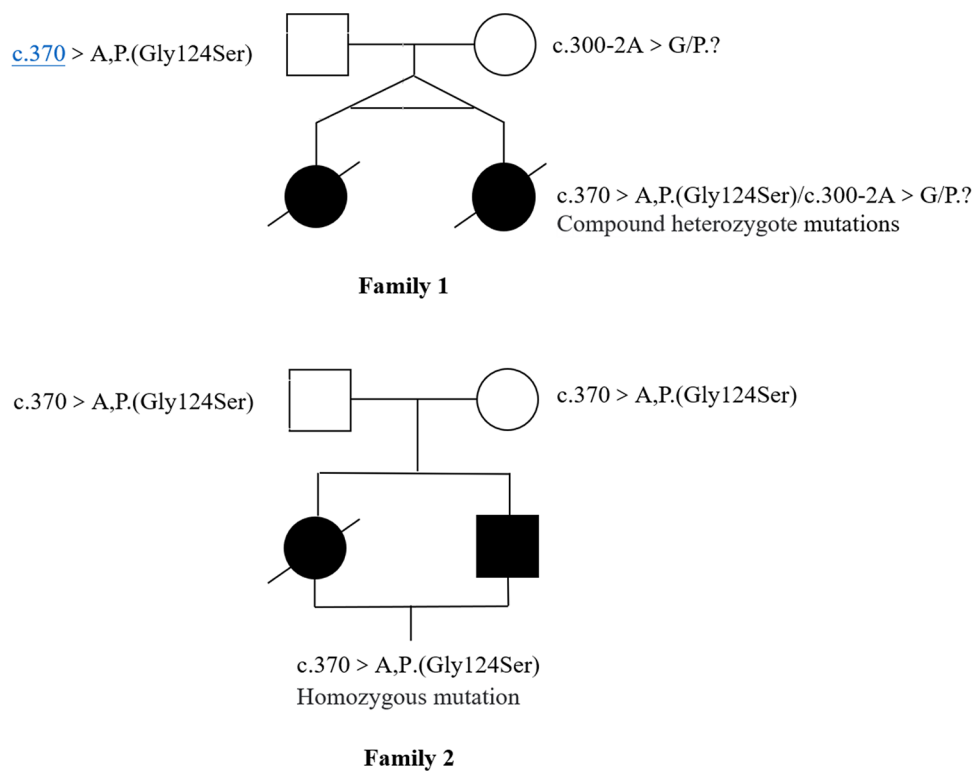 c.370 > A,P.(Gly124Ser)
c.300-2A > G/P.?
c.370 > A,P.(Gly124Ser)/c.300-2A > G/P.?
Compound heterozygote mutations
Family 1
c.370 > A,P.(Gly124Ser)
c.370 > A,P.(Gly124Ser)
c.370 > A,P.(Gly124Ser)
Homozygous mutation
Family 2